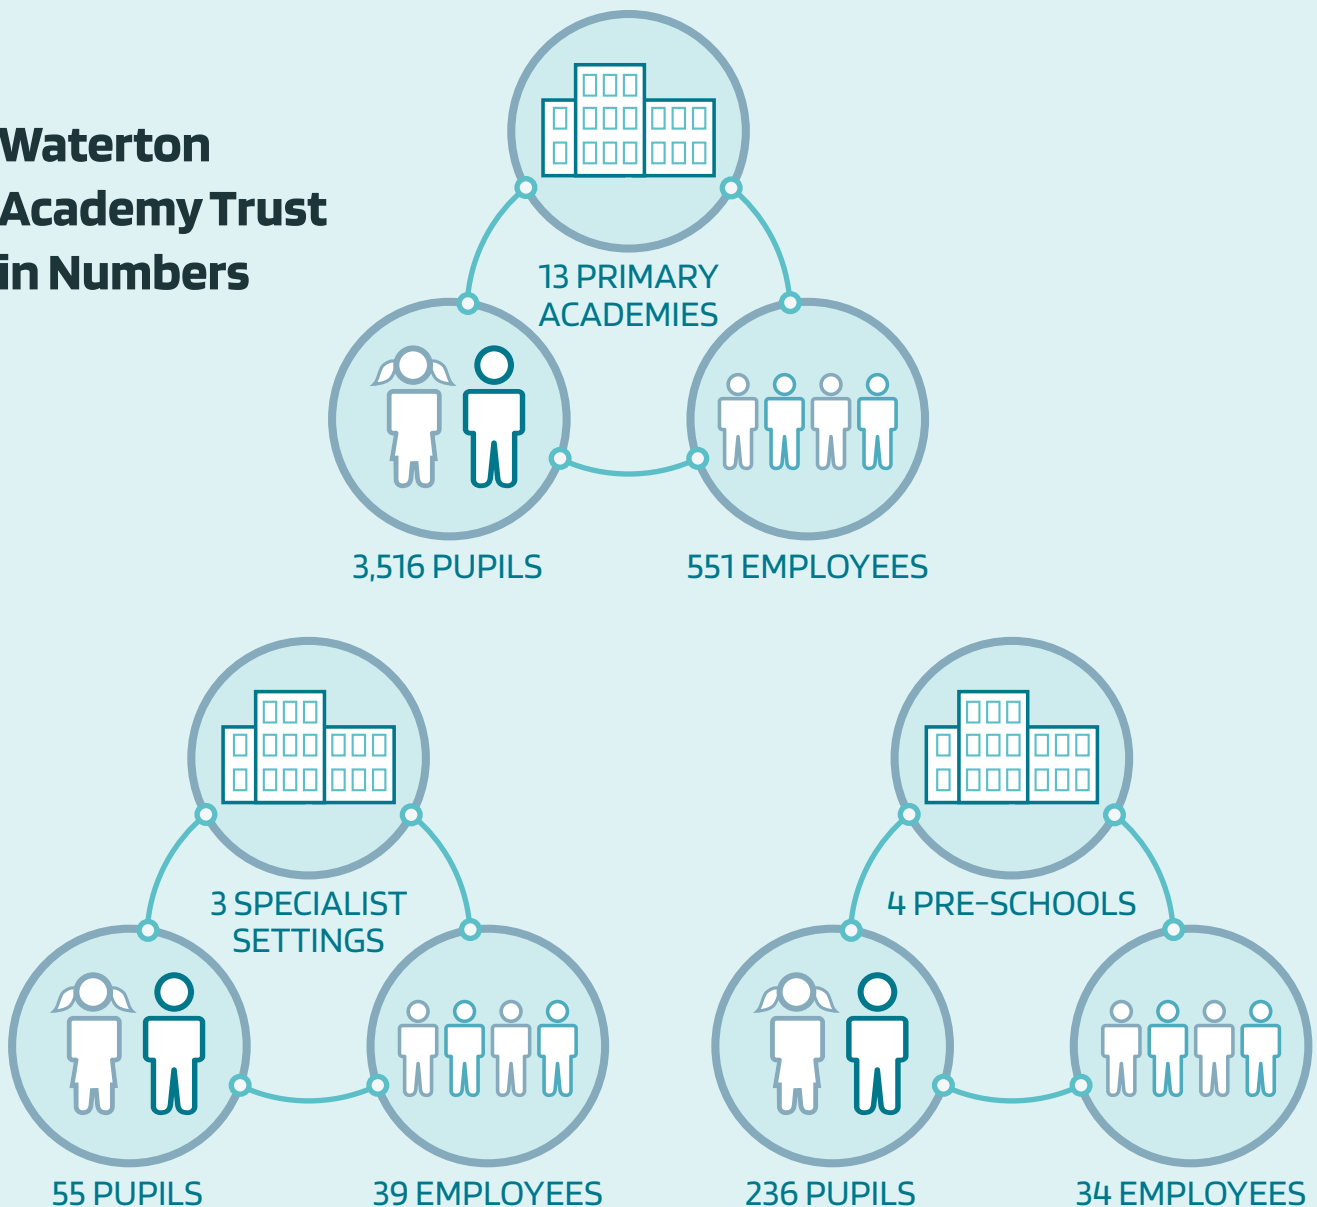 Waterton
Academy Trust
in Numbers
13 PRIMARY
ACADEMIES
3,516 PUPILS
551 EMPLOYEES
3 SPECIALIST
SETTINGS
55 PUPILS
39 EMPLOYEES
4 PRE-SCHOOLS
236 PUPILS
34 EMPLOYEES